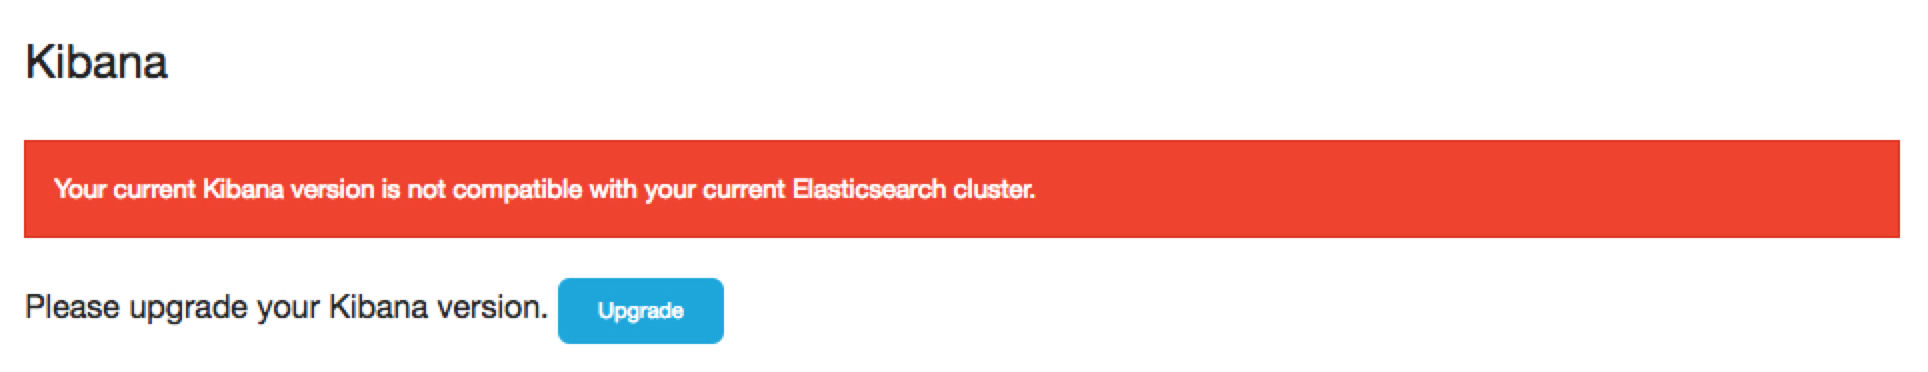 Kibana
Your current Kibana version is not compatible with your current Elasticsearch cluster.
Please upgrade your Kibana version. Upgrade